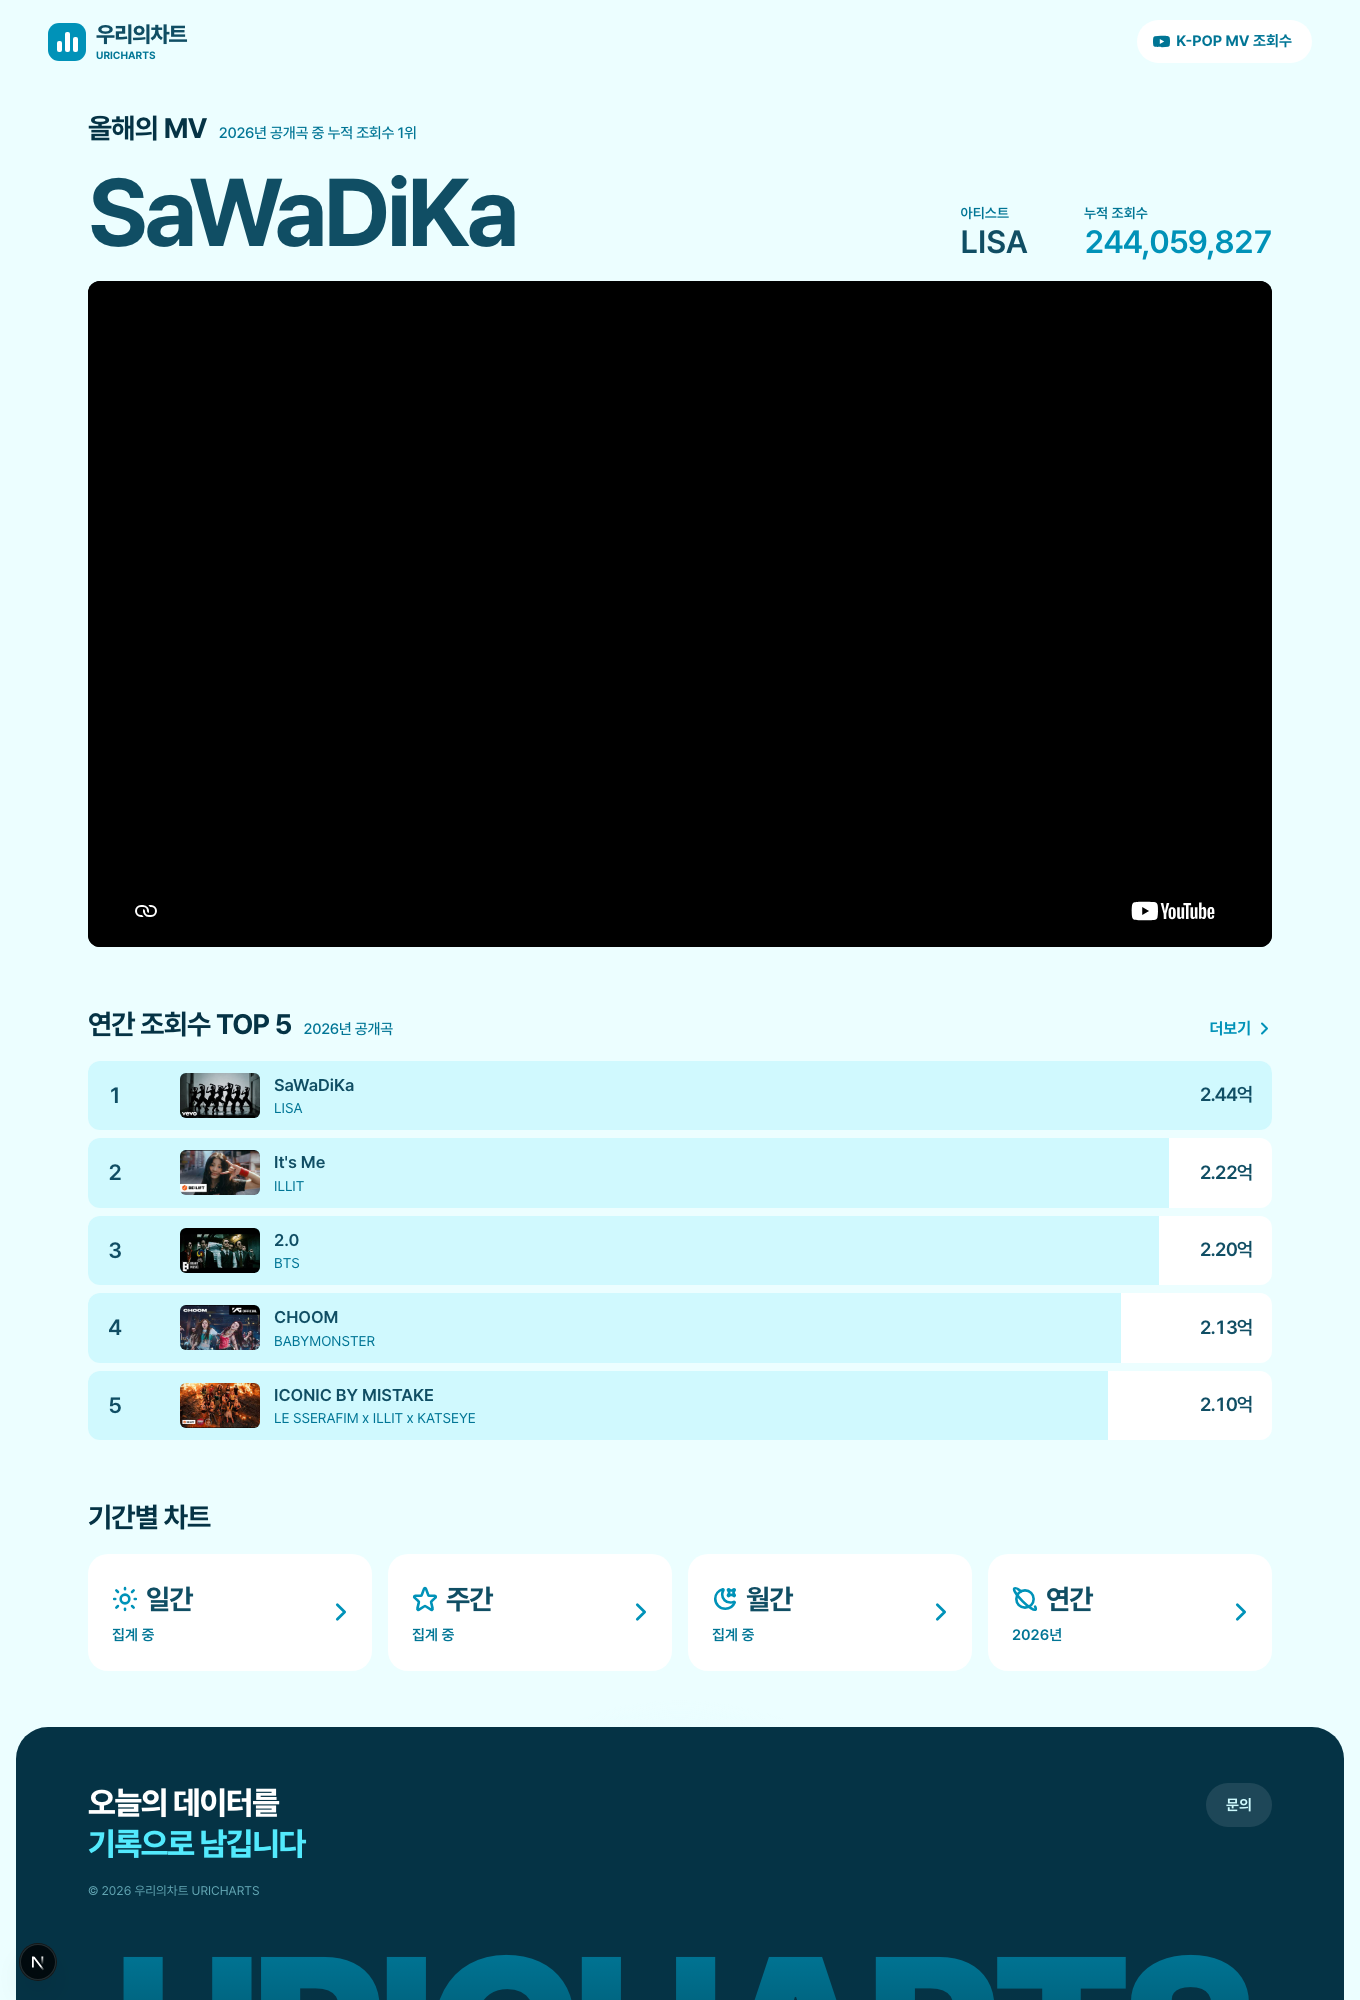 우리의차트
URICHARTS
K-POP MV 조회수
올해의 MV 2026년 공개곡 중 누적 조회수 1위
SaWaDiKa
아티스트
LISA
누적 조회수
244,059,827
YouTube
연간 조회수 TOP 5 2026년 공개곡
더보기
1
vevo
SaWaDiKa
LISA
2.44억
2
It's Me
ILLIT
2.22억
3
2.0
BTS
2.20억
4
CHOOM
CHOOM
BABYMONSTER
2.13억
5
ICONIC BY MISTAKE
LE SSERAFIM x ILLIT x KATSEYE
2.10억
기간별 차트
일간
집계 중
주간
집계 중
월간
집계 중
연간
2026년
오늘의 데이터를
기록으로 남깁니다
문의
© 2026 우리의차트 URICHARTS
N
URICHARTS